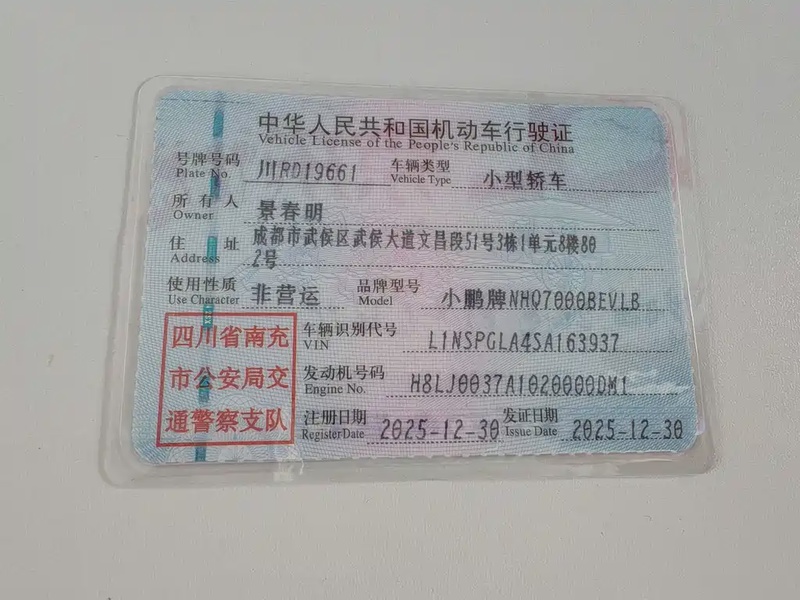 中华人民共和国机动车行驶证
Vehicle License of the People's Republic of China
号牌号码 川RD19661 车辆类型 小型轿车
Plate No. Vehicle Type
所有人 景春明
Owner
住址 成都市武侯区武侯大道文昌段51号3栋1单元8楼80
Address 2号
使用性质 非营运 品牌型号 小鹏牌NHQ7000BEVLB
Use Character Model
四川省南充
市公安局交
通警察支队
车辆识别代号 L1NSPGLA4SA163937
VIN
发动机号码 H8LJ0037A1020000DM1
Engine No.
注册日期 2025-12-30 发证日期 2025-12-30
Register Date Issue Date